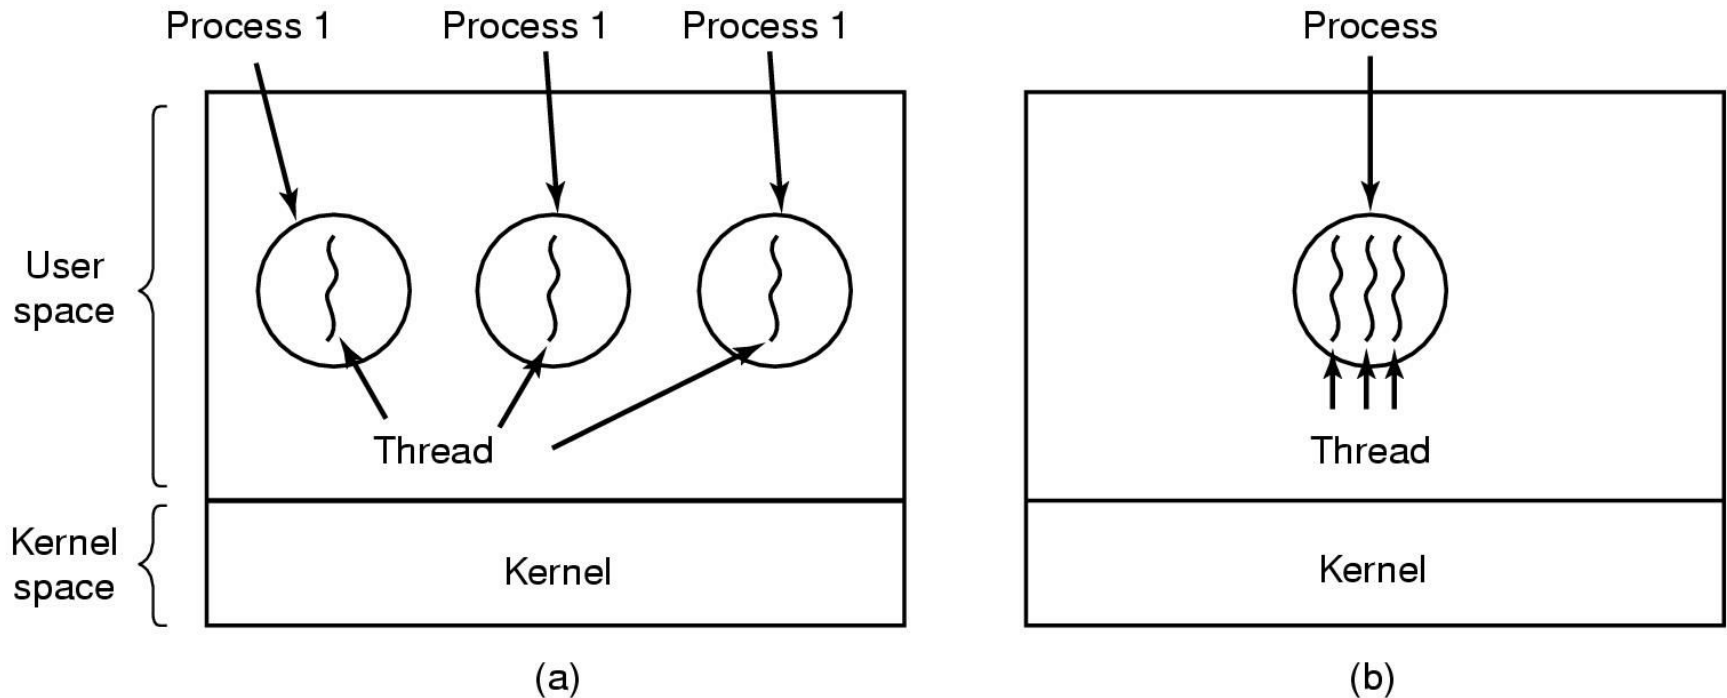 Process 1
Process 1
Process 1
Process
User
space
Thread
Thread
Kernel
space
Kernel
Kernel
(a)
(b)